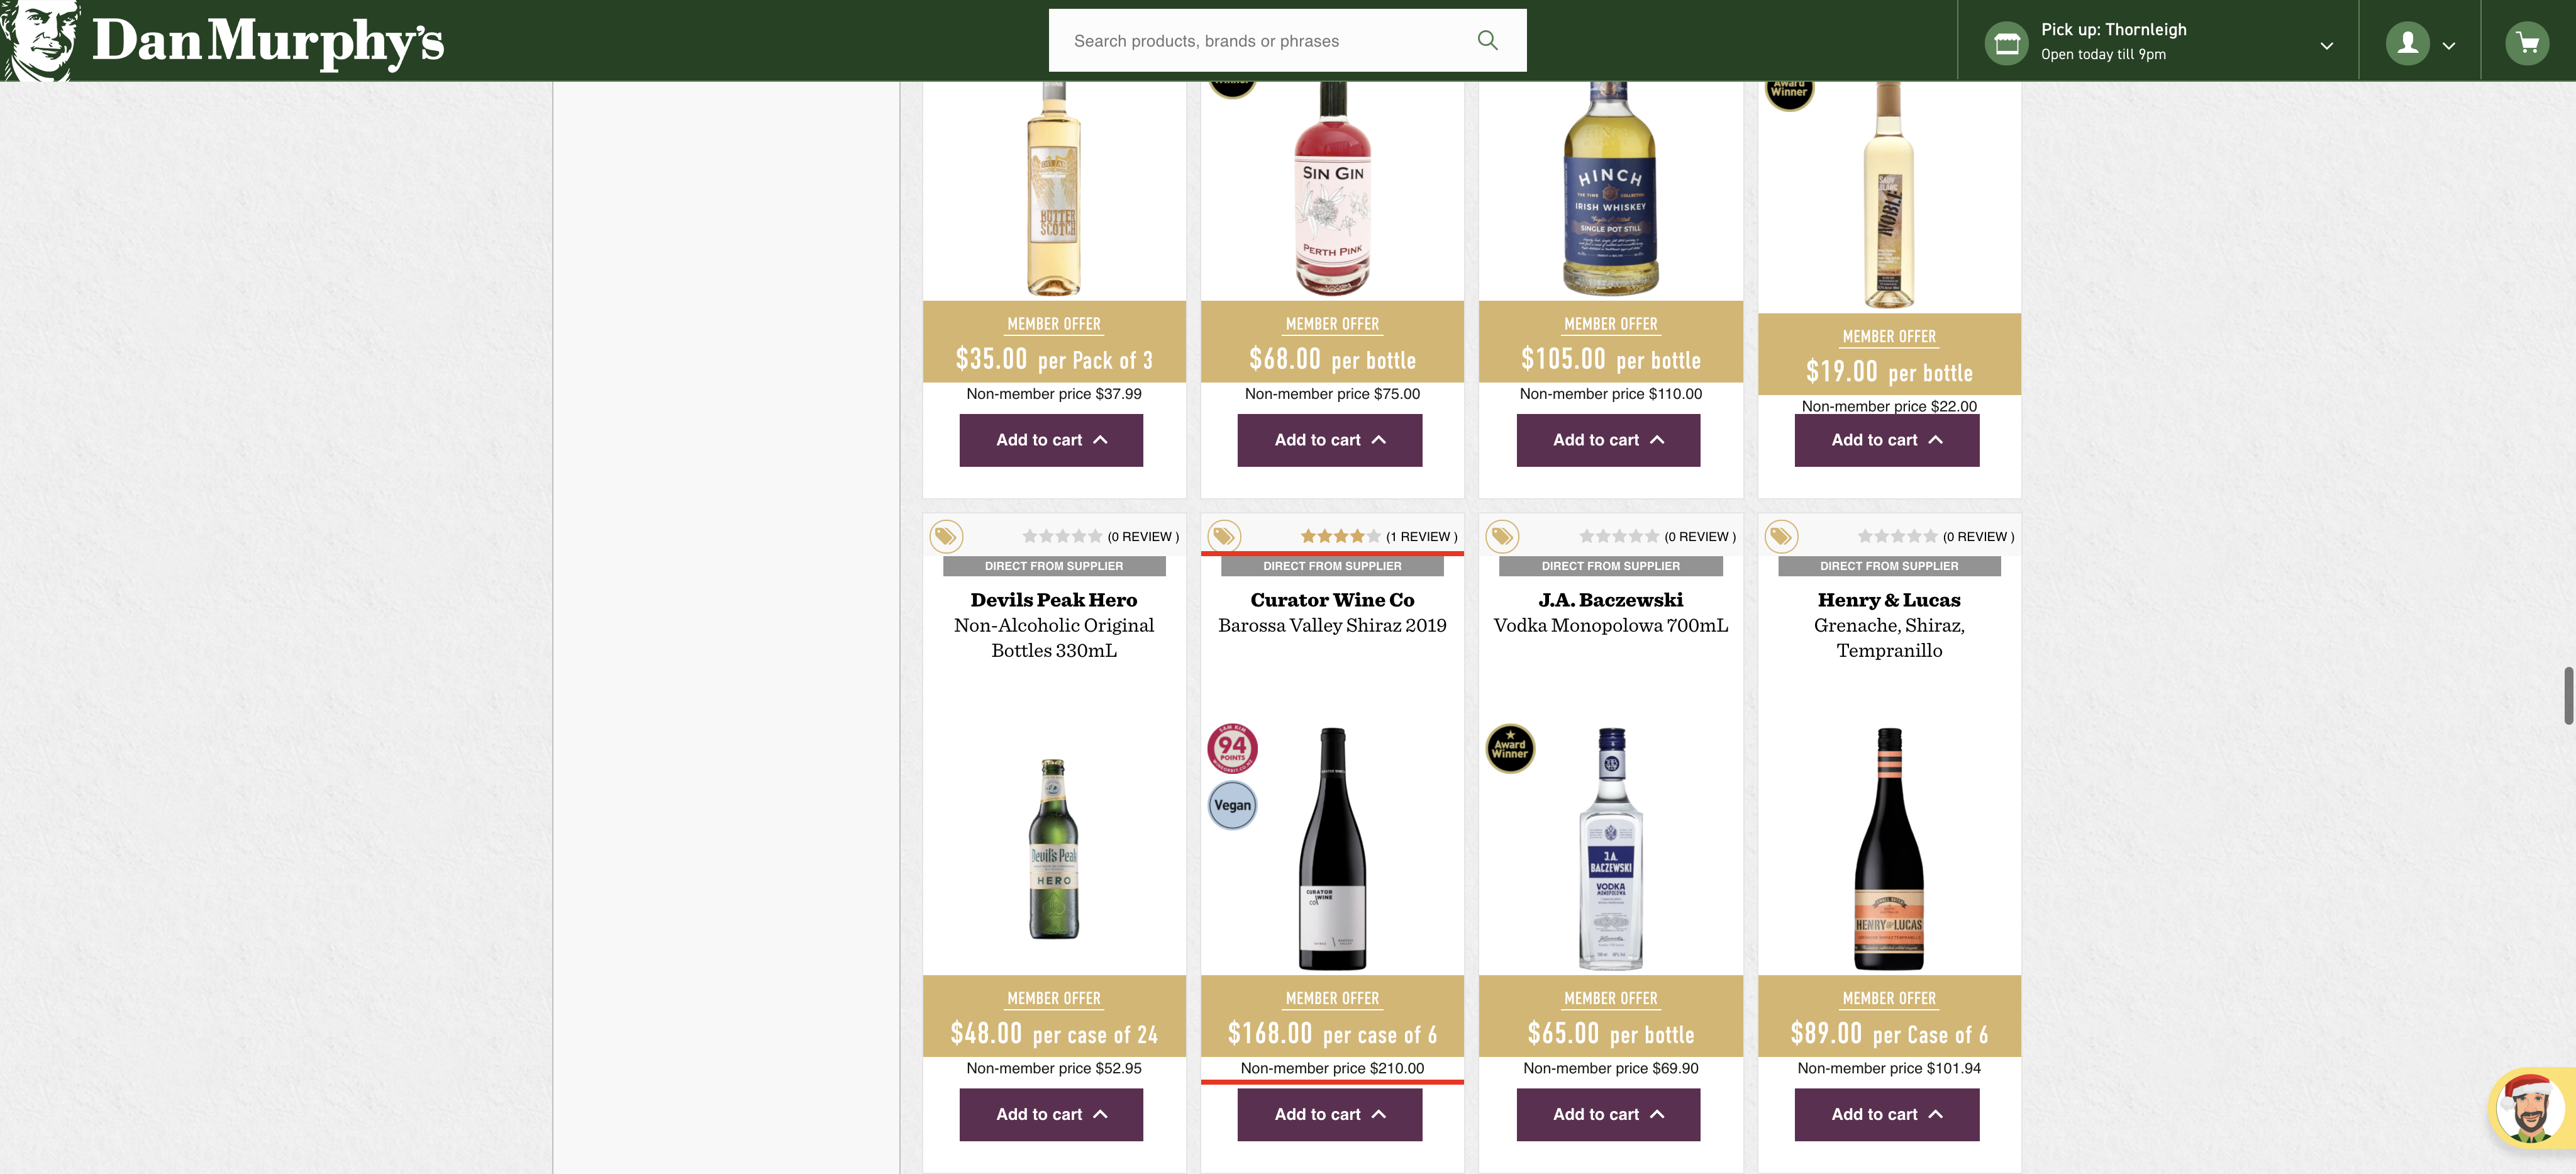 Dan Murphy's
Search products, brands or phrases
Pick up: Thornleigh
Open today till 9pm
Award
Winner
BUTTER
SCOTCH
SIN GIN
PERTH PINK
HINCH
THE TIME COLLECTION
IRISH WHISKEY
SINGLE POT STILL
NOBLE
MEMBER OFFER
$35.00 per Pack of 3
Non-member price $37.99
Add to cart
MEMBER OFFER
$68.00 per bottle
Non-member price $75.00
Add to cart
MEMBER OFFER
$105.00 per bottle
Non-member price $110.00
Add to cart
MEMBER OFFER
$19.00 per bottle
Non-member price $22.00
Add to cart
(0 REVIEW )
DIRECT FROM SUPPLIER
Devils Peak Hero
Non-Alcoholic Original
Bottles 330mL
Devil's Peak
HERO
MEMBER OFFER
$48.00 per case of 24
Non-member price $52.95
Add to cart
(1 REVIEW )
DIRECT FROM SUPPLIER
Curator Wine Co
Barossa Valley Shiraz 2019
94
POINTS
Vegan
CURATOR
WINE
CO
MEMBER OFFER
$168.00 per case of 6
Non-member price $210.00
Add to cart
(0 REVIEW )
DIRECT FROM SUPPLIER
J.A. Baczewski
Vodka Monopolowa 700mL
Award
Winner
J.A.
BACZEWSKI
VODKA
MONOPOLOWA
MEMBER OFFER
$65.00 per bottle
Non-member price $69.90
Add to cart
(0 REVIEW )
DIRECT FROM SUPPLIER
Henry & Lucas
Grenache, Shiraz,
Tempranillo
HENRY & LUCAS
MEMBER OFFER
$89.00 per Case of 6
Non-member price $101.94
Add to cart